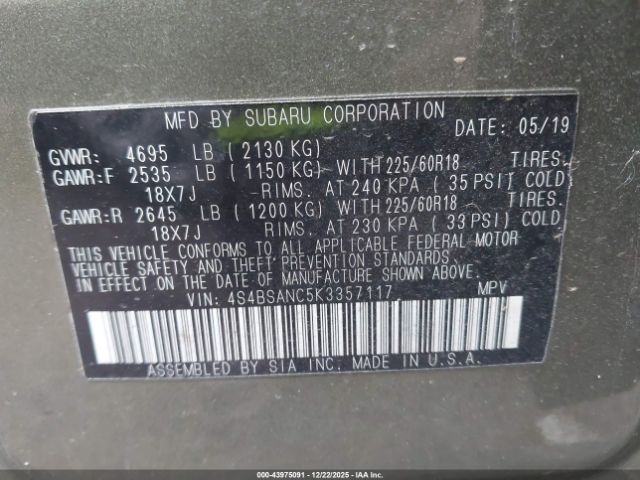 MFD BY SUBARU CORPORATION
DATE: 05/19
GVWR: 4695 LB (2130 KG)
GAWR:F 2535 LB (1150 KG) WITH 225/60R18 TIRES,
18X7J RIMS, AT 240 KPA (35 PSI) COLD
GAWR:R 2645 LB (1200 KG) WITH 225/60R18 TIRES,
18X7J RIMS, AT 230 KPA (33 PSI) COLD
THIS VEHICLE CONFORMS TO ALL APPLICABLE FEDERAL MOTOR
VEHICLE SAFETY AND THEFT PREVENTION STANDARDS
IN EFFECT ON THE DATE OF MANUFACTURE SHOWN ABOVE.
VIN: 4S4BSANC5K3357117 MPV
ASSEMBLED BY SIA INC. MADE IN U.S.A.
000-43975091 - 12/22/2025 - IAAI.COM